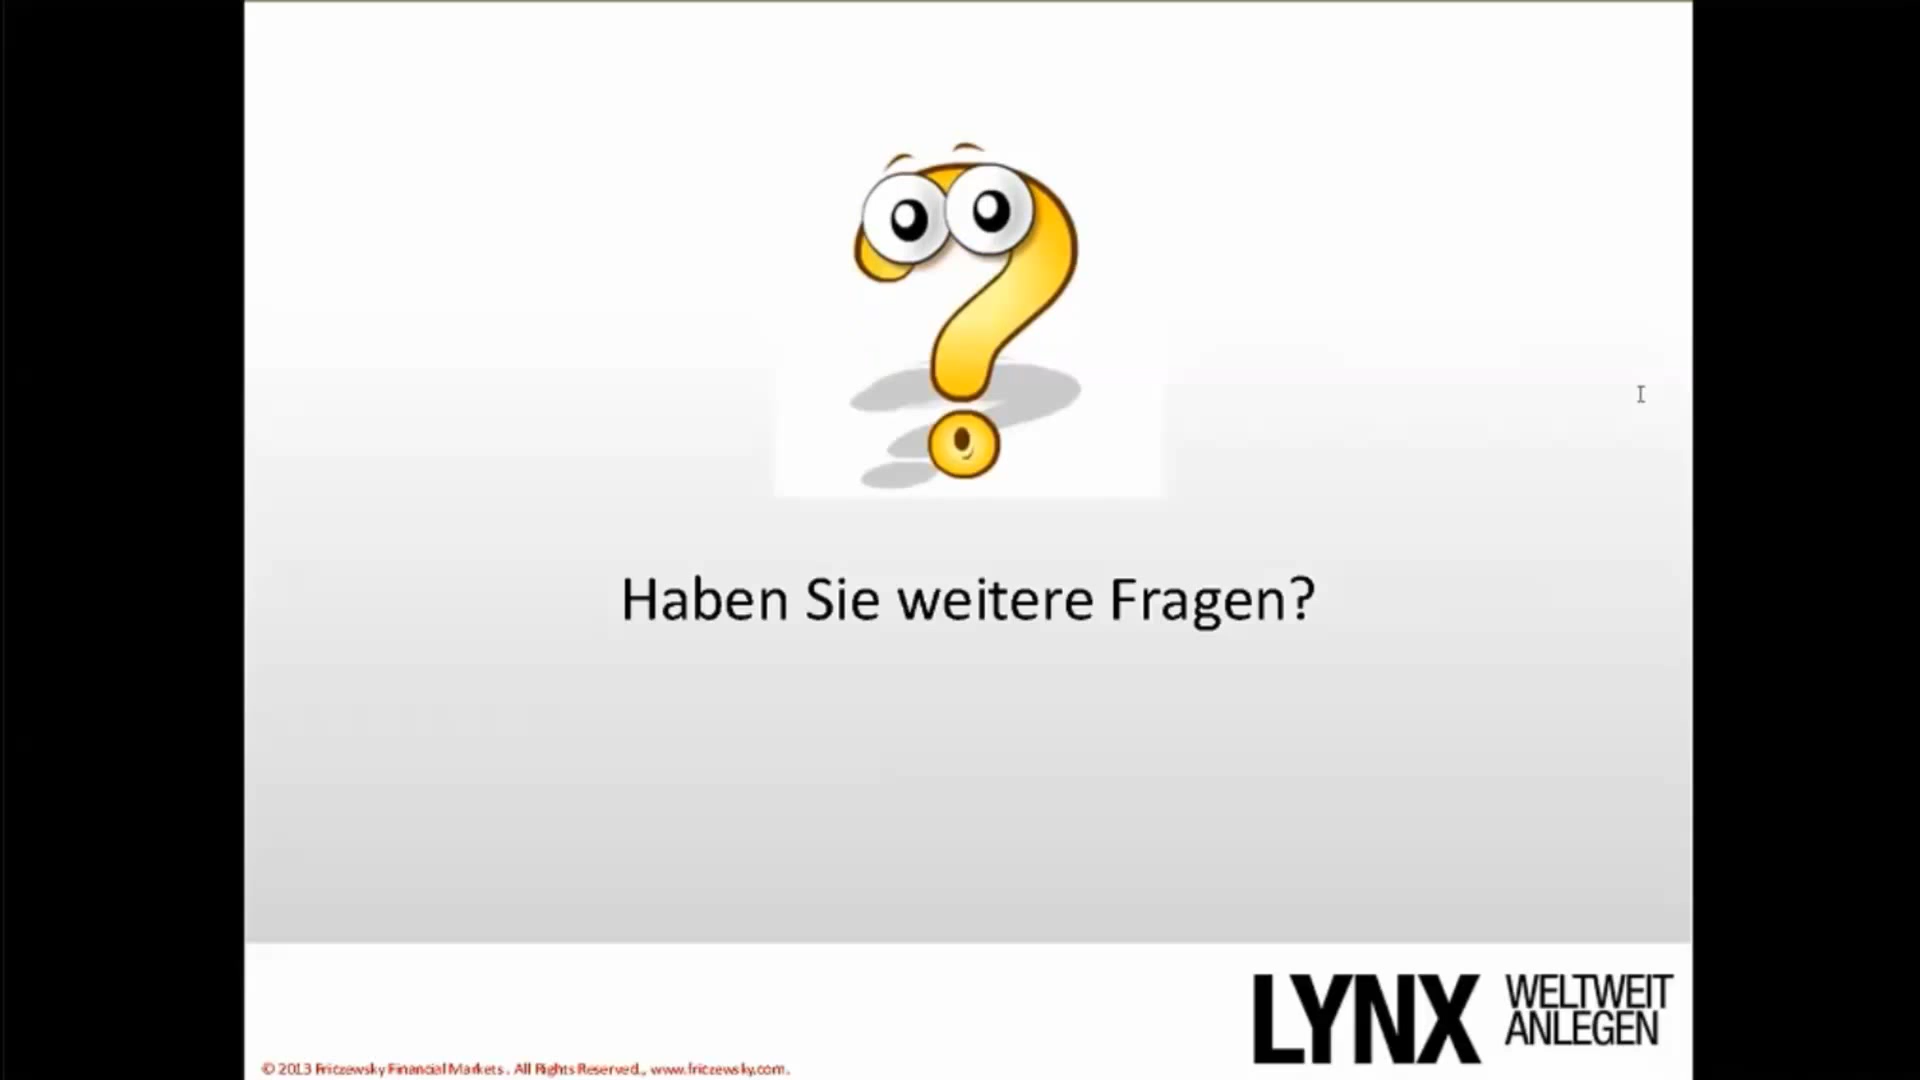 Haben Sie weitere Fragen?
LYNX
WELTWEIT
ANLEGEN
© 2013 Friczewsky Financial Markets . All Rights Reserved., www.friczewsky.com.